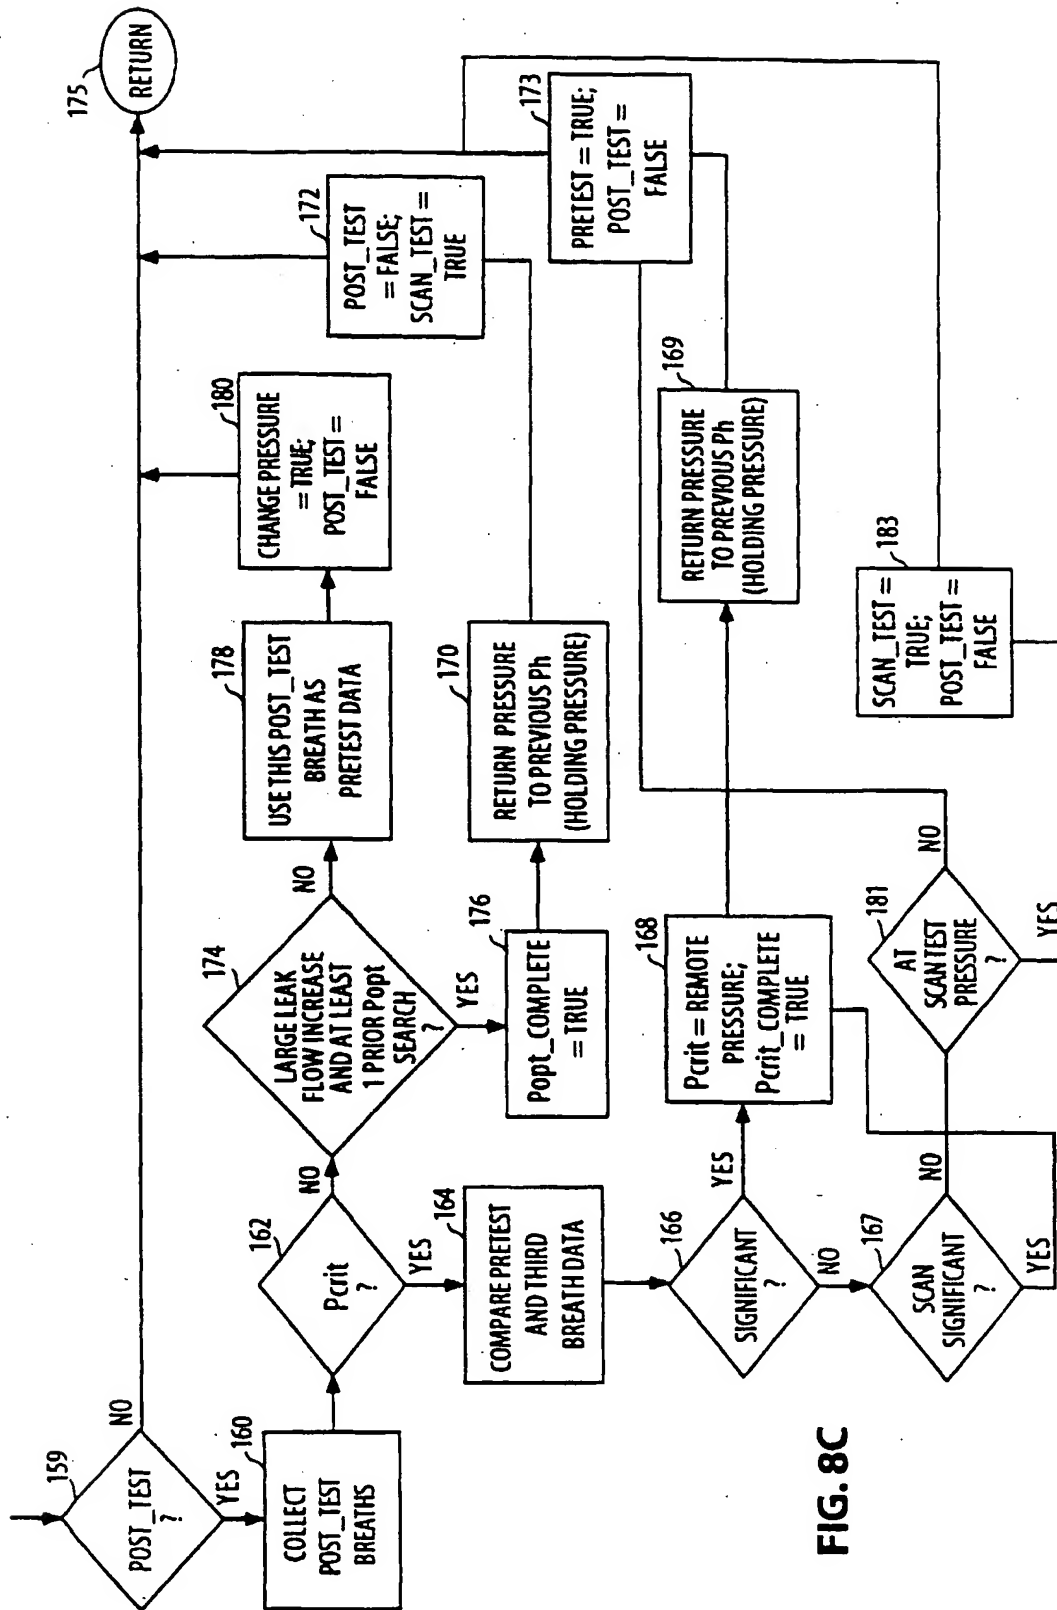 159
POST_TEST
?
NO
YES
160
COLLECT
POST_TEST
BREATHS
162
Pcrit
?
NO
YES
174
LARGE LEAK
FLOW INCREASE
AND AT LEAST
1 PRIOR Popt
SEARCH
?
NO
YES
178
USE THIS POST_TEST
BREATH AS
PRETEST DATA
180
CHANGE PRESSURE
= TRUE;
POST_TEST =
FALSE
175
RETURN
176
Popt_COMPLETE
= TRUE
170
RETURN PRESSURE
TO PREVIOUS Ph
(HOLDING PRESSURE)
172
POST_TEST
= FALSE;
SCAN_TEST =
TRUE
164
COMPARE PRETEST
AND THIRD
BREATH DATA
166
SIGNIFICANT
?
YES
NO
168
Pcrit = REMOTE
PRESSURE;
Pcrit_COMPLETE
= TRUE
169
RETURN PRESSURE
TO PREVIOUS Ph
(HOLDING PRESSURE)
173
PRETEST = TRUE;
POST_TEST =
FALSE
167
SCAN
SIGNIFICANT
?
NO
YES
181
AT
SCAN TEST
PRESSURE
?
NO
YES
183
SCAN_TEST =
TRUE;
POST_TEST =
FALSE
FIG. 8C